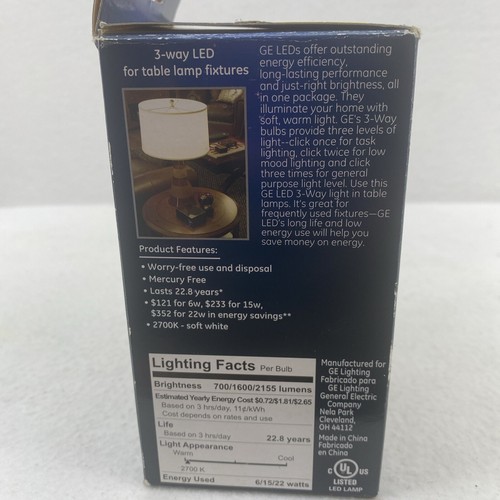 3-way LED
for table lamp fixtures
GE LEDs offer outstanding
energy efficiency,
long-lasting performance
and just-right brightness, all
in one package. They
illuminate your home with
soft, warm light. GE's 3-Way
bulbs provide three levels of
light--click once for task
lighting, click twice for low
mood lighting and click
three times for general
purpose light level. Use this
GE LED 3-Way light in table
lamps. It's great for
frequently used fixtures—GE
LED's long life and low
energy use will help you
save money on energy.
Product Features:
• Worry-free use and disposal
• Mercury Free
• Lasts 22.8 years*
• $121 for 6w, $233 for 15w,
$352 for 22w in energy savings**
• 2700K - soft white
Lighting Facts Per Bulb
Brightness 700/1600/2155 lumens
Estimated Yearly Energy Cost $0.72/$1.81/$2.65
Based on 3 hrs/day, 11¢/kWh
Cost depends on rates and use
Life
Based on 3 hrs/day 22.8 years
Light Appearance
Warm Cool
2700 K
Energy Used 6/15/22 watts
Manufactured for
GE Lighting
Fabricado para
GE Lighting
General Electric
Company
Nela Park
Cleveland,
OH 44112
Made in China
Fabricado
en China
C UL US
LISTED
LED LAMP